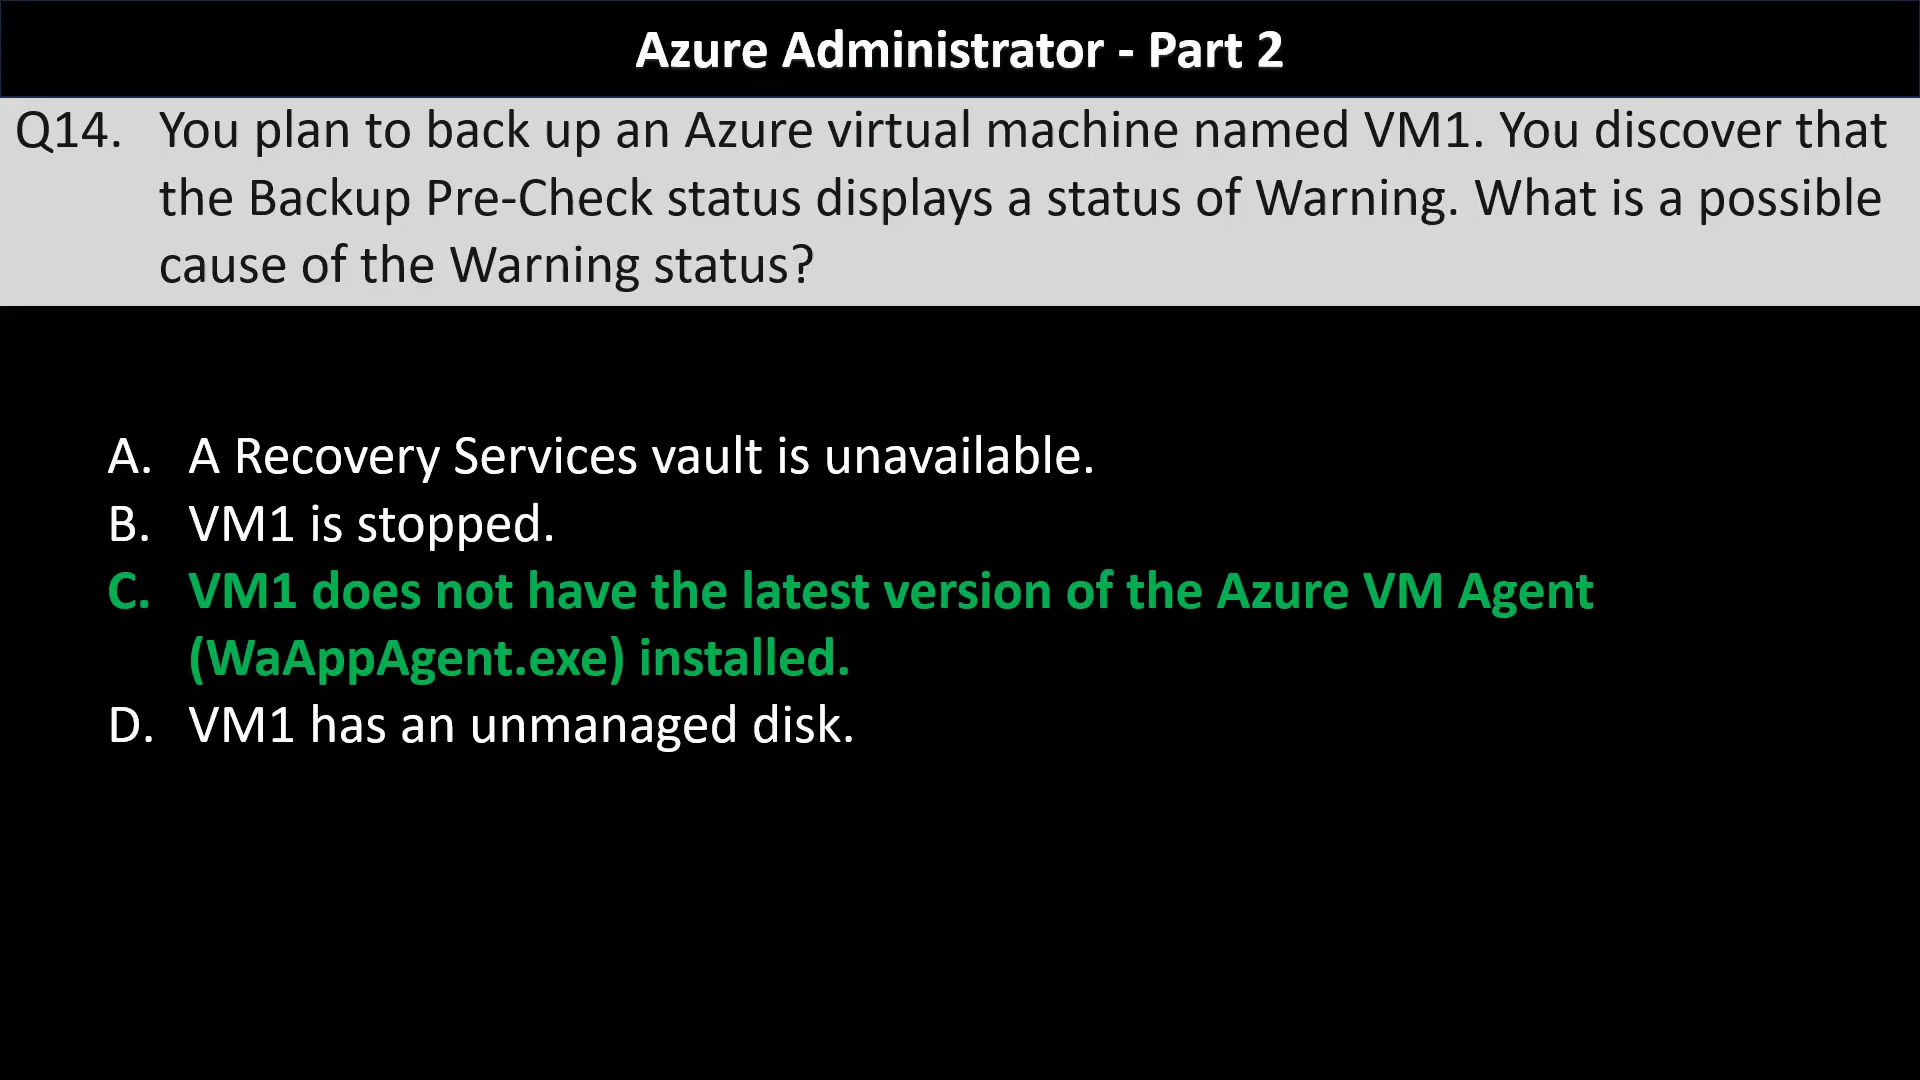 Azure Administrator - Part 2
Q14. You plan to back up an Azure virtual machine named VM1. You discover that
the Backup Pre-Check status displays a status of Warning. What is a possible
cause of the Warning status?
A. A Recovery Services vault is unavailable.
B. VM1 is stopped.
C. VM1 does not have the latest version of the Azure VM Agent
(WaAppAgent.exe) installed.
D. VM1 has an unmanaged disk.